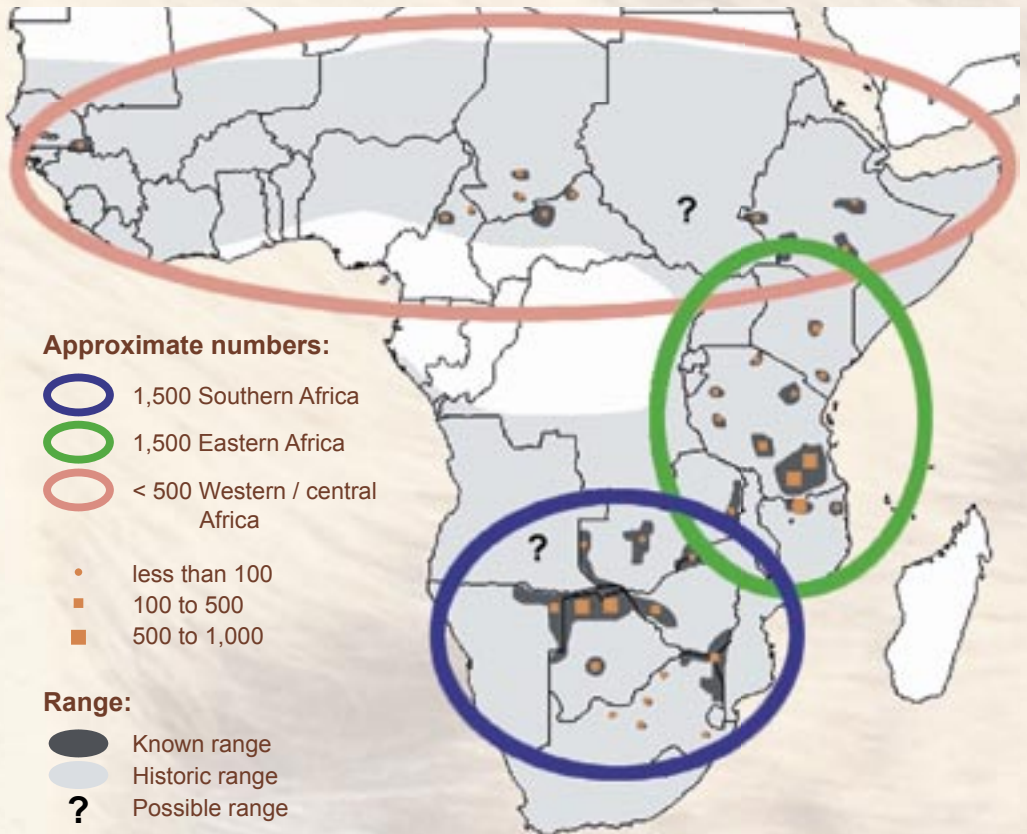 ?
?
Approximate numbers:
1,500 Southern Africa
1,500 Eastern Africa
< 500 Western / central
Africa
less than 100
100 to 500
500 to 1,000
Range:
Known range
Historic range
? Possible range